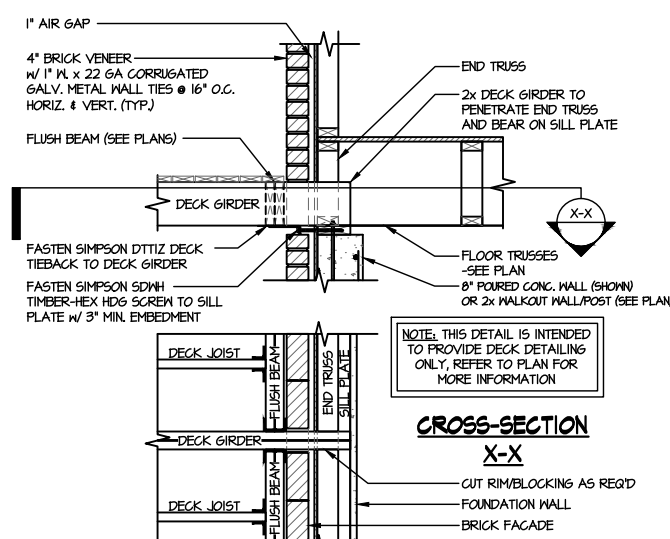 1" AIR GAP
4" BRICK VENEER
W/ 1" W. x 22 GA CORRUGATED
GALV. METAL WALL TIES @ 16" O.C.
HORIZ. & VERT. (TYP.)
FLUSH BEAM (SEE PLANS)
DECK GIRDER
FASTEN SIMPSON DTT1Z DECK
TIEBACK TO DECK GIRDER
FASTEN SIMPSON SDWH
TIMBER-HEX HDG SCREW TO SILL
PLATE W/ 3" MIN. EMBEDMENT
END TRUSS
2x DECK GIRDER TO
PENETRATE END TRUSS
AND BEAR ON SILL PLATE
X-X
FLOOR TRUSSES
-SEE PLAN
8" POURED CONC. WALL (SHOWN)
OR 2x WALKOUT WALL/POST (SEE PLAN
NOTE: THIS DETAIL IS INTENDED
TO PROVIDE DECK DETAILING
ONLY, REFER TO PLAN FOR
MORE INFORMATION
DECK JOIST
FLUSH BEAM
END TRUSS
SILL PLATE
CROSS-SECTION
X-X
DECK GIRDER
CUT RIM/BLOCKING AS REQ'D
FOUNDATION WALL
BRICK FACADE
DECK JOIST
FLUSH BEAM